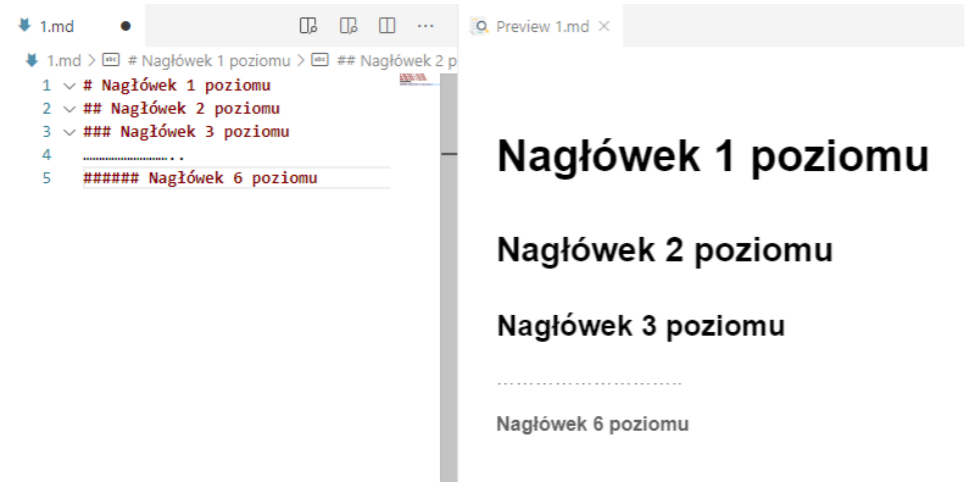 1.md
1.md > # Nagłówek 1 poziomu > ## Nagłówek 2 p
1 # Nagłówek 1 poziomu
2 ## Nagłówek 2 poziomu
3 ### Nagłówek 3 poziomu
4 ………………………..
5 ###### Nagłówek 6 poziomu
Preview 1.md
Nagłówek 1 poziomu
Nagłówek 2 poziomu
Nagłówek 3 poziomu
………………………..
Nagłówek 6 poziomu